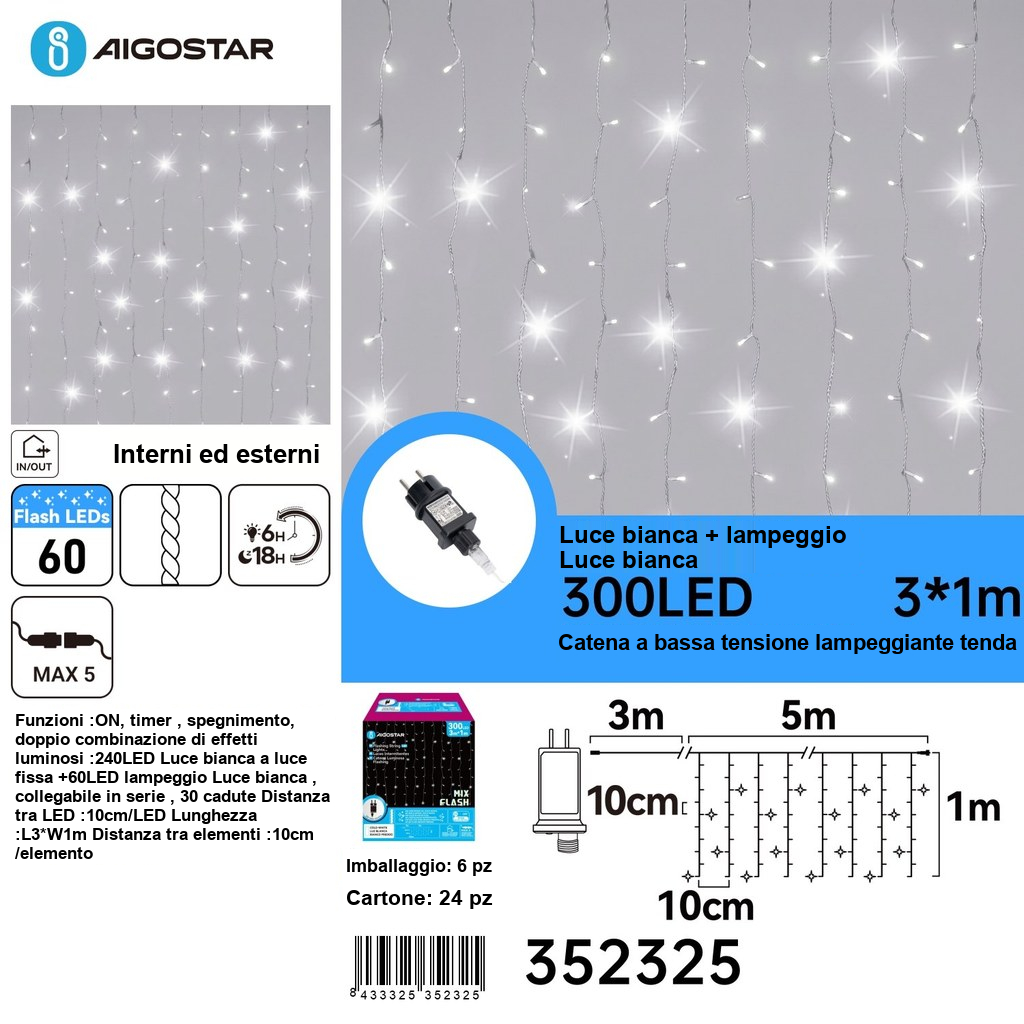 AIGOSTAR
IN/OUT
Interni ed esterni
Flash LEDs
60
6H
18H
MAX 5
Funzioni :ON, timer , spegnimento,
doppio combinazione di effetti
luminosi :240LED Luce bianca a luce
fissa +60LED lampeggio Luce bianca ,
collegabile in serie , 30 cadute Distanza
tra LED :10cm/LED Lunghezza
:L3*W1m Distanza tra elementi :10cm
/elemento
Luce bianca + lampeggio
Luce bianca
300LED 3*1m
Catena a bassa tensione lampeggiante tenda
AIGOSTAR
300
3*1m
Flashing String
Lights
MIX
FLASH
Imballaggio: 6 pz
Cartone: 24 pz
3m 5m
10cm
1m
10cm
8 433325 352325
352325